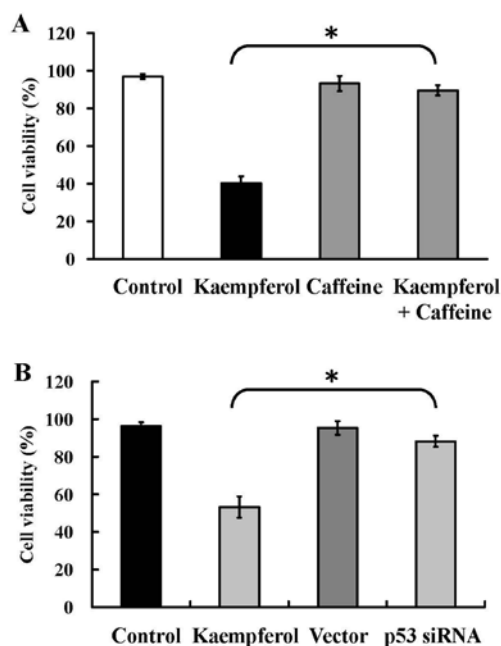 A
*
Cell viability (%)
120
100
80
60
40
20
0
Control Kaempferol Caffeine Kaempferol
+ Caffeine
B
*
Cell viability (%)
120
100
80
60
40
20
0
Control Kaempferol Vector p53 siRNA